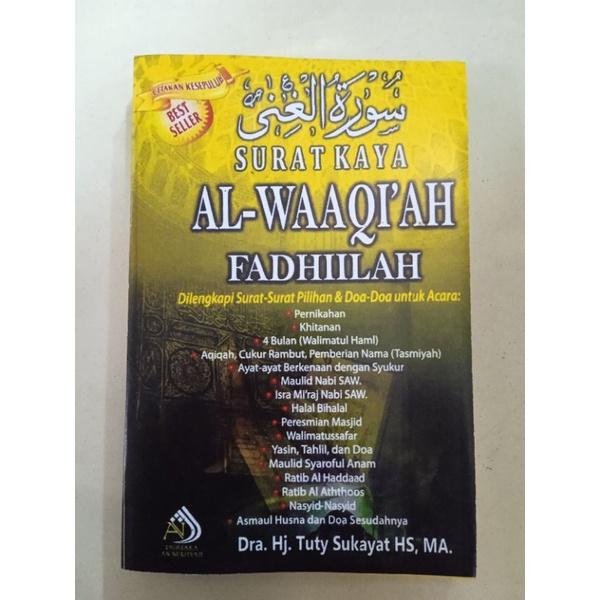 CETAKAN KESEPULUH
BEST
SELLER
سُورَةُ الْغِنَى
SURAT KAYA
AL-WAAQI'AH
FADHIILAH
Dilengkapi Surat-Surat Pilihan & Doa-Doa untuk Acara:
• Pernikahan
• Khitanan
• 4 Bulan (Walimatul Haml)
• Aqiqah, Cukur Rambut, Pemberian Nama (Tasmiyah)
• Ayat-ayat Berkenaan dengan Syukur
• Maulid Nabi SAW.
• Isra Mi'raj Nabi SAW.
• Halal Bihalal
• Peresmian Masjid
• Walimatussafar
• Yasin, Tahlil, dan Doa
• Maulid Syaroful Anam
• Ratib Al Haddaad
• Ratib Al Aththoos
• Nasyid-Nasyid
• Asmaul Husna dan Doa Sesudahnya
Dra. Hj. Tuty Sukayat HS, MA.